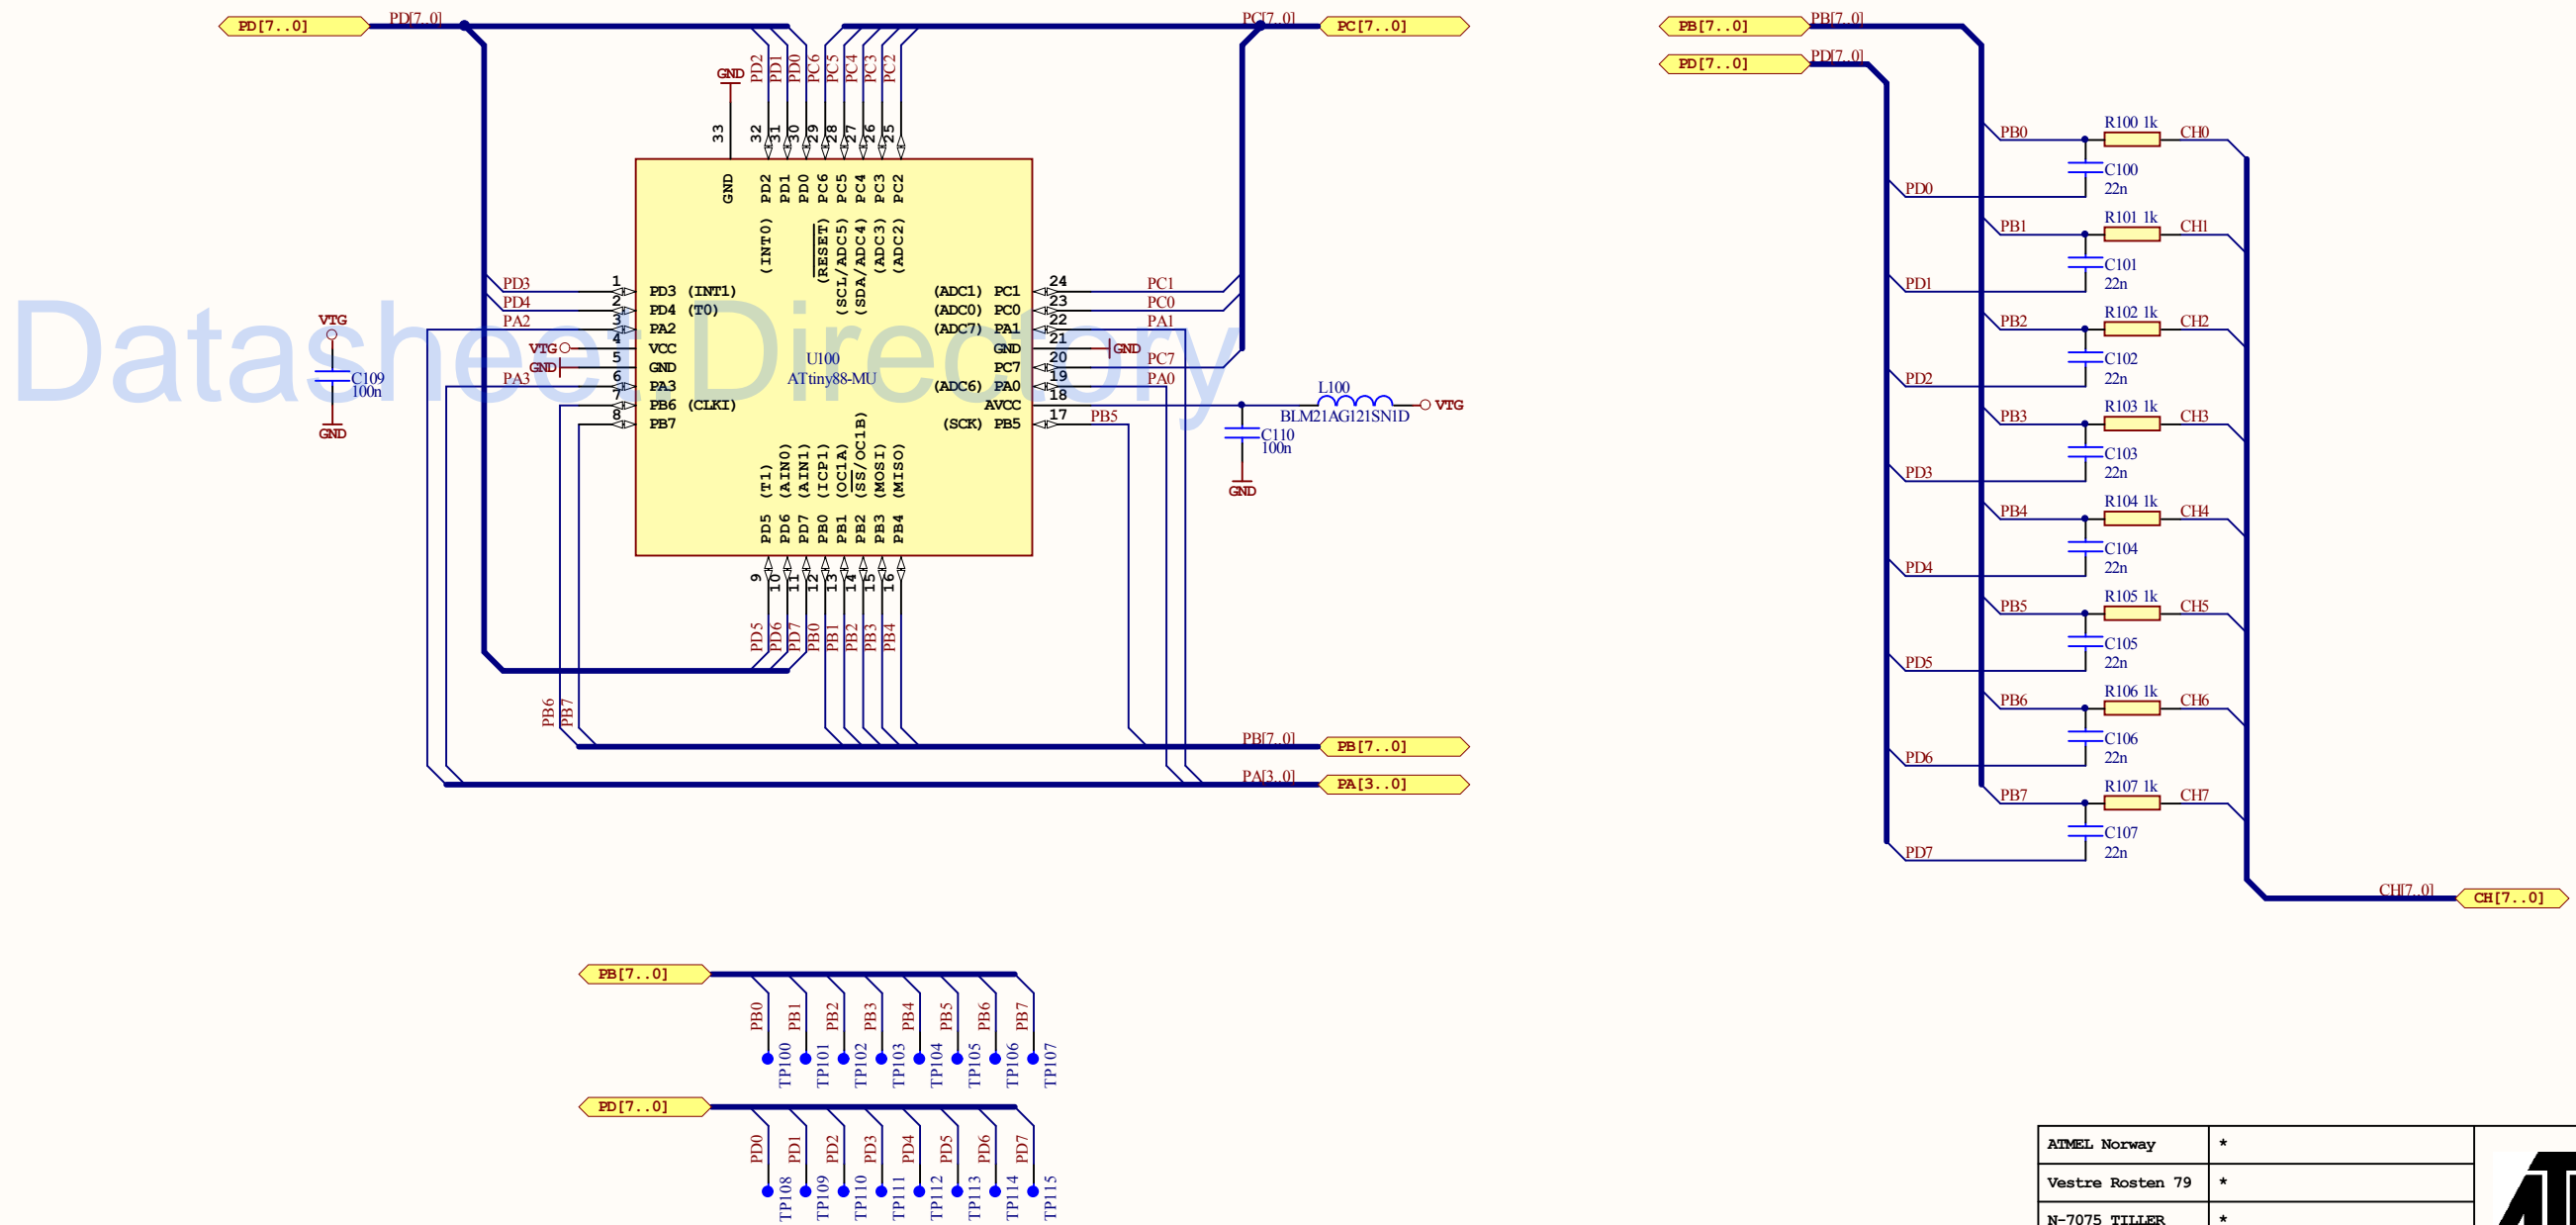 PD[7..0]
PD[7..0]
PC[7..0]
PC[7..0]
PB[7..0]
PB[7..0]
PD[7..0]
PD[7..0]
GND
PD2
PD1
PD0
PC6
PC5
PC4
PC3
PC2
33
32
31
30
29
28
27
26
25
GND
PD2 (INT0)
PD1
PD0
PC6 (RESET)
PC5 (SCL/ADC5)
PC4 (SDA/ADC4)
PC3 (ADC3)
PC2 (ADC2)
PD3 1 PD3 (INT1)
PD4 2 PD4 (T0)
PA2 3 PA2
VTG 4 VCC
GND 5 GND
PA3 6 PA3
7 PB6 (CLKI)
8 PB7
(ADC1) PC1 24 PC1
(ADC0) PC0 23 PC0
(ADC7) PA1 22 PA1
GND 21 GND
PC7 20 PC7
(ADC6) PA0 19 PA0
AVCC 18
(SCK) PB5 17 PB5
U100
ATtiny88-MU
Datasheet.Directory
VTG
C109
100n
GND
L100
BLM21AG121SN1D
VTG
C110
100n
GND
PD5 (T1)
PD6 (AIN0)
PD7 (AIN1)
PB0 (ICP1)
PB1 (OC1A)
PB2 (SS/OC1B)
PB3 (MOSI)
PB4 (MISO)
9
10
11
12
13
14
15
16
PD5
PD6
PD7
PB0
PB1
PB2
PB3
PB4
PB6
PB7
PB[7..0]
PB[7..0]
PA[3..0]
PA[3..0]
PB0 R100 1k CH0
C100
PD0 22n
PB1 R101 1k CH1
C101
PD1 22n
PB2 R102 1k CH2
C102
PD2 22n
PB3 R103 1k CH3
C103
PD3 22n
PB4 R104 1k CH4
C104
PD4 22n
PB5 R105 1k CH5
C105
PD5 22n
PB6 R106 1k CH6
C106
PD6 22n
PB7 R107 1k CH7
C107
PD7 22n
CH[7..0]
CH[7..0]
PB[7..0]
PB0
PB1
PB2
PB3
PB4
PB5
PB6
PB7
TP100
TP101
TP102
TP103
TP104
TP105
TP106
TP107
PD[7..0]
PD0
PD1
PD2
PD3
PD4
PD5
PD6
PD7
TP108
TP109
TP110
TP111
TP112
TP113
TP114
TP115
ATMEL Norway *
Vestre Rosten 79 *
N-7075 TILLER *